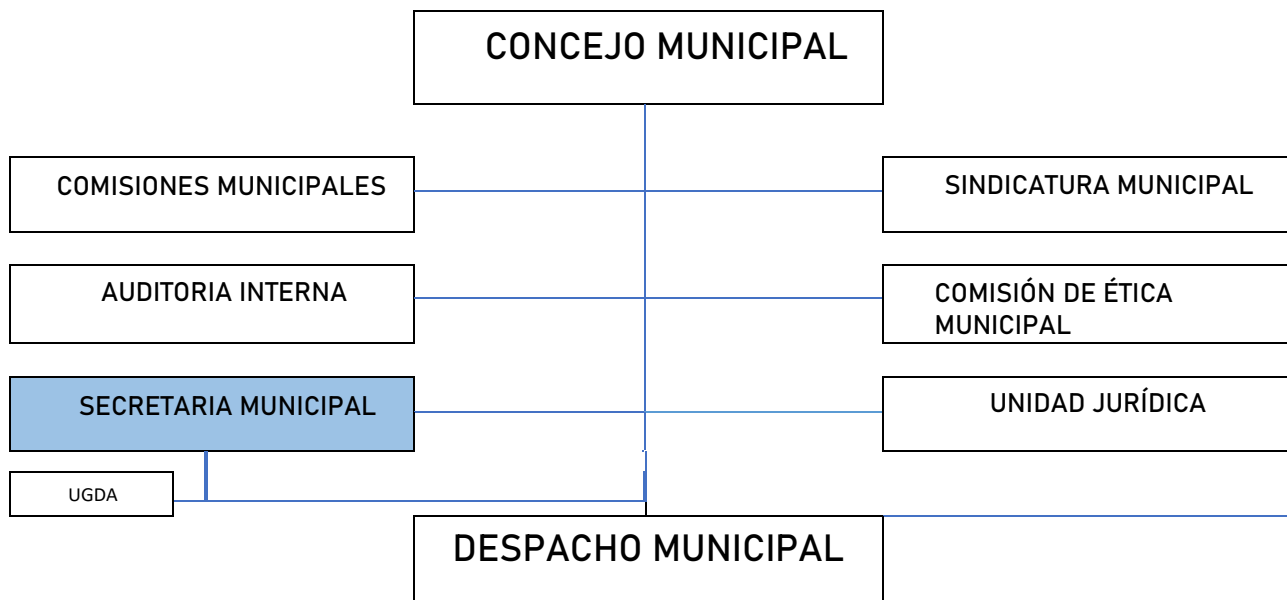 CONCEJO MUNICIPAL
COMISIONES MUNICIPALES
SINDICATURA MUNICIPAL
AUDITORIA INTERNA
COMISIÓN DE ÉTICA
MUNICIPAL
SECRETARIA MUNICIPAL
UNIDAD JURÍDICA
UGDA
DESPACHO MUNICIPAL